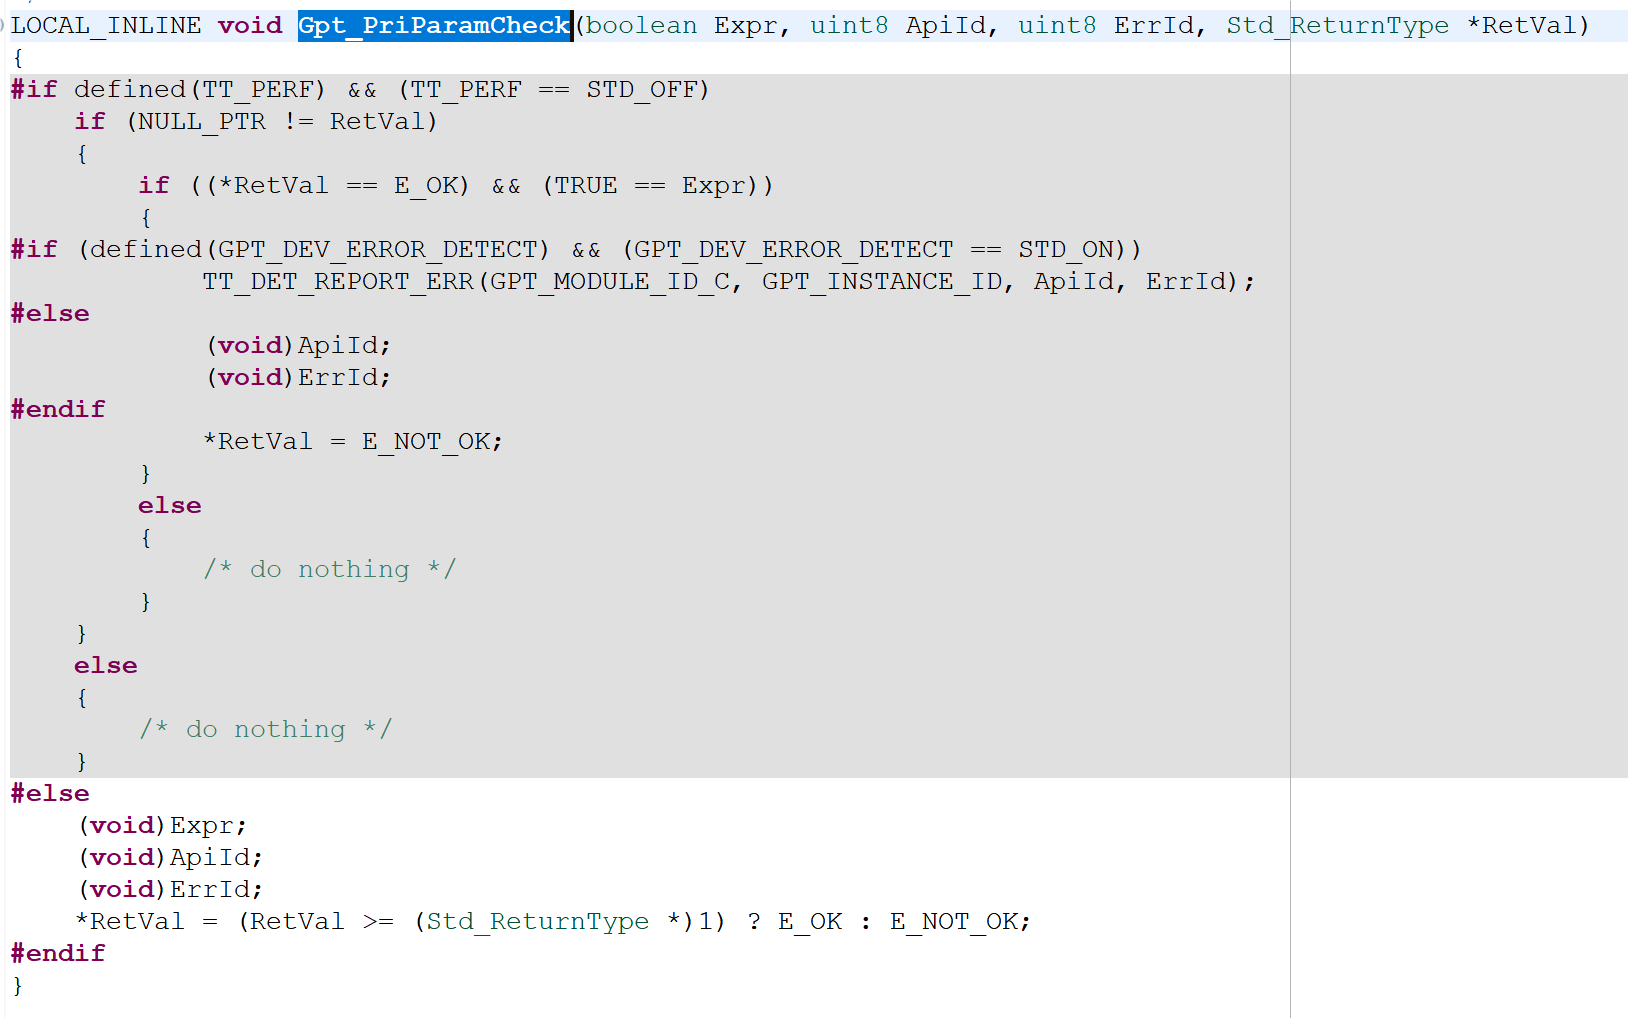 LOCAL_INLINE void Gpt_PriParamCheck(boolean Expr, uint8 ApiId, uint8 ErrId, Std_ReturnType *RetVal)
{
#if defined(TT_PERF) && (TT_PERF == STD_OFF)
    if (NULL_PTR != RetVal)
    {
        if ((*RetVal == E_OK) && (TRUE == Expr))
        {
#if (defined(GPT_DEV_ERROR_DETECT) && (GPT_DEV_ERROR_DETECT == STD_ON))
            TT_DET_REPORT_ERR(GPT_MODULE_ID_C, GPT_INSTANCE_ID, ApiId, ErrId);
#else
            (void)ApiId;
            (void)ErrId;
#endif
            *RetVal = E_NOT_OK;
        }
        else
        {
            /* do nothing */
        }
    }
    else
    {
        /* do nothing */
    }
#else
    (void)Expr;
    (void)ApiId;
    (void)ErrId;
    *RetVal = (RetVal >= (Std_ReturnType *)1) ? E_OK : E_NOT_OK;
#endif
}